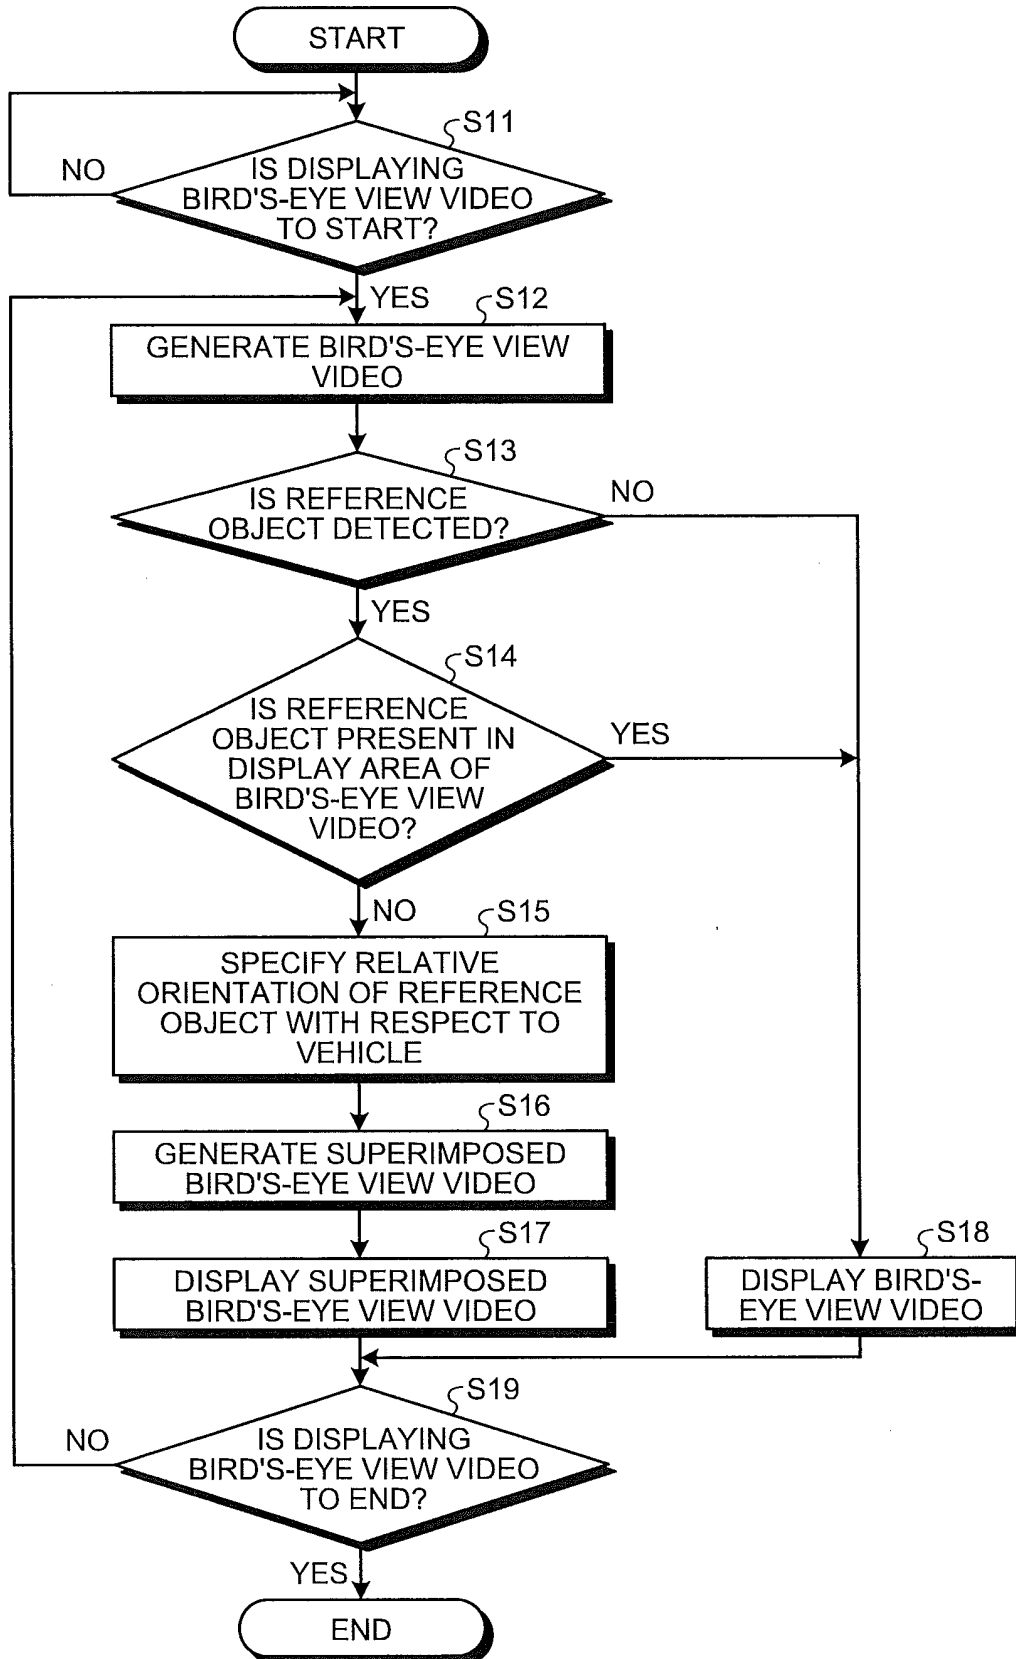 START
S11
IS DISPLAYING
BIRD'S-EYE VIEW VIDEO
TO START?
NO
YES
S12
GENERATE BIRD'S-EYE VIEW
VIDEO
S13
IS REFERENCE
OBJECT DETECTED?
NO
YES
S14
IS REFERENCE
OBJECT PRESENT IN
DISPLAY AREA OF
BIRD'S-EYE VIEW
VIDEO?
YES
NO
S15
SPECIFY RELATIVE
ORIENTATION OF REFERENCE
OBJECT WITH RESPECT TO
VEHICLE
S16
GENERATE SUPERIMPOSED
BIRD'S-EYE VIEW VIDEO
S17
DISPLAY SUPERIMPOSED
BIRD'S-EYE VIEW VIDEO
S18
DISPLAY BIRD'S-
EYE VIEW VIDEO
S19
IS DISPLAYING
BIRD'S-EYE VIEW VIDEO
TO END?
NO
YES
END